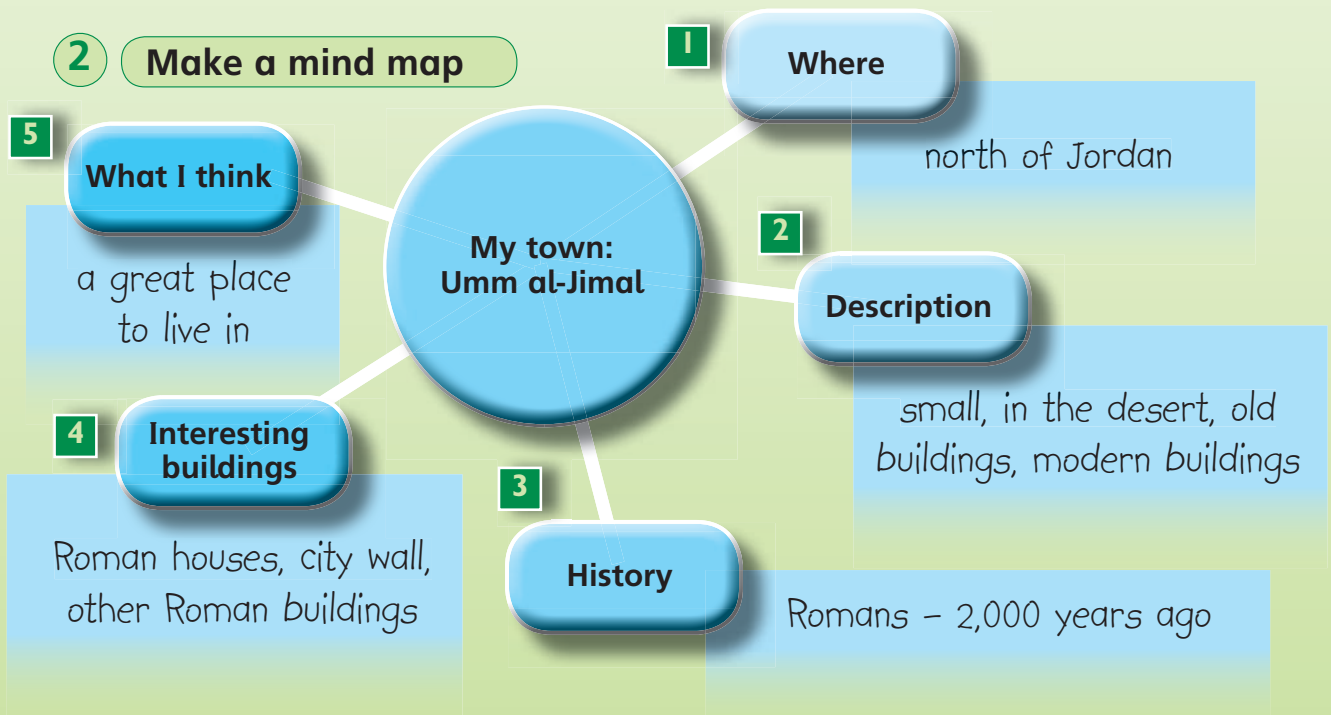 2 Make a mind map
My town:
Umm al-Jimal
1 Where
north of Jordan
2 Description
small, in the desert, old
buildings, modern buildings
3 History
Romans – 2,000 years ago
4 Interesting
buildings
Roman houses, city wall,
other Roman buildings
5 What I think
a great place
to live in